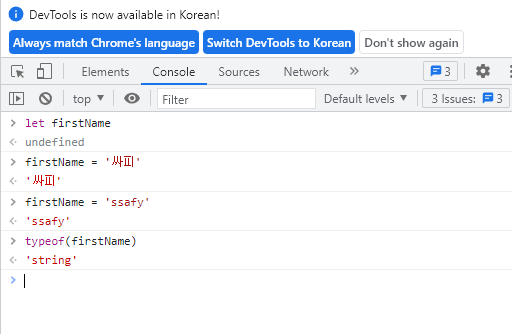 DevTools is now available in Korean!
Always match Chrome's language Switch DevTools to Korean Don't show again
Elements Console Sources Network 3
top Filter Default levels 3 Issues: 3
let firstName
undefined
firstName = '싸피'
'싸피'
firstName = 'ssafy'
'ssafy'
typeof(firstName)
'string'